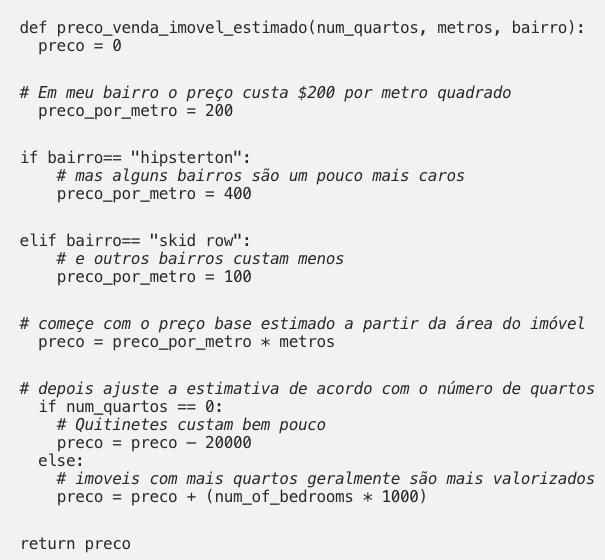 def preco_venda_imovel_estimado(num_quartos, metros, bairro):
  preco = 0
# Em meu bairro o preço custa $200 por metro quadrado
  preco_por_metro = 200
if bairro== "hipsterton":
    # mas alguns bairros são um pouco mais caros
    preco_por_metro = 400
elif bairro== "skid row":
    # e outros bairros custam menos
    preco_por_metro = 100
# começe com o preço base estimado a partir da área do imóvel
  preco = preco_por_metro * metros
# depois ajuste a estimativa de acordo com o número de quartos
  if num_quartos == 0:
    # Quitinetes custam bem pouco
    preco = preco – 20000
  else:
    # imoveis com mais quartos geralmente são mais valorizados
    preco = preco + (num_of_bedrooms * 1000)
return preco